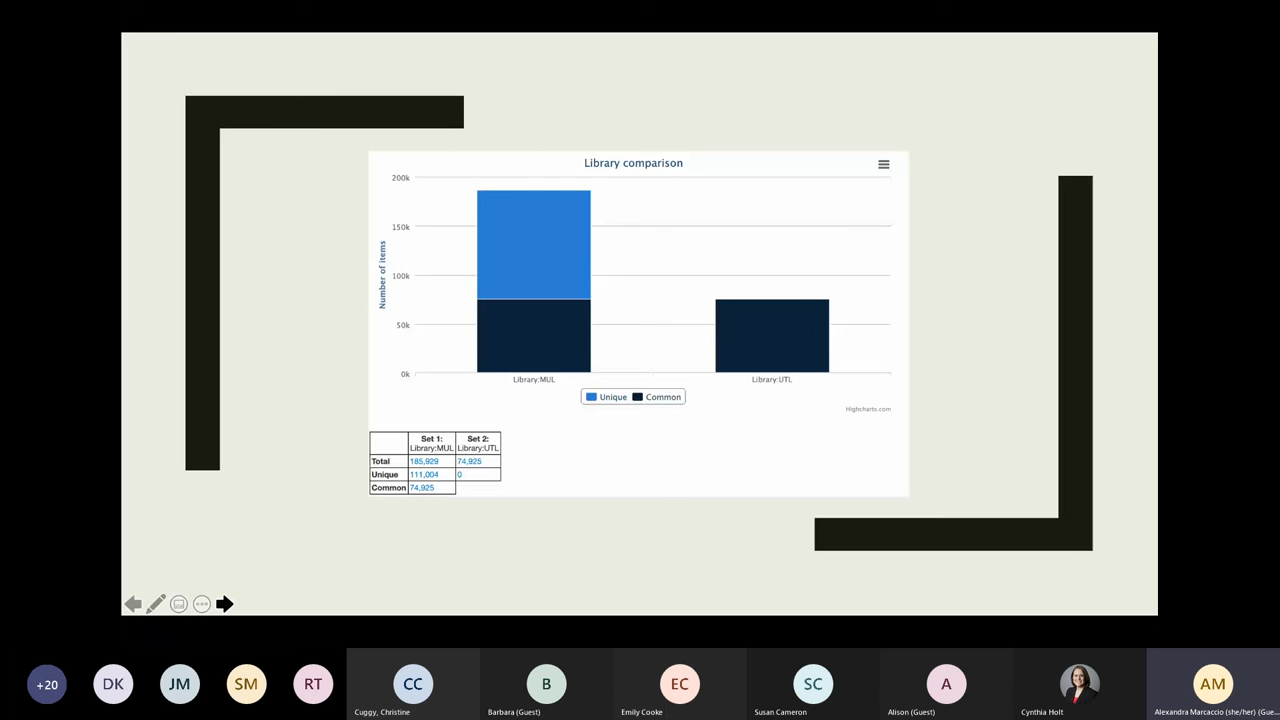 Library comparison
200k
150k
100k
50k
0k
Number of items
Library:MUL
Library:UTL
Unique Common
Highcharts.com
Set 1: Set 2:
Library:MUL Library:UTL
Total 185,929 74,925
Unique 111,004 0
Common 74,925
+20 DK JM SM RT CC B EC SC A AM
Cuggy, Christine
Barbara (Guest)
Emily Cooke
Susan Cameron
Alison (Guest)
Cynthia Holt
Alexandra Marcaccio (she/her) (Gue...